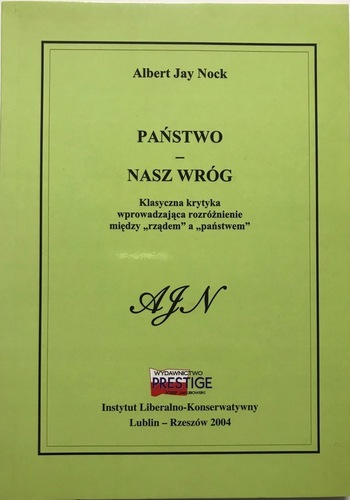 Albert Jay Nock
PAŃSTWO
–
NASZ WRÓG
Klasyczna krytyka
wprowadzająca rozróżnienie
między „rządem” a „państwem”
AJN
WYDAWNICTWO
PRESTIGE
Instytut Liberalno-Konserwatywny
Lublin – Rzeszów 2004